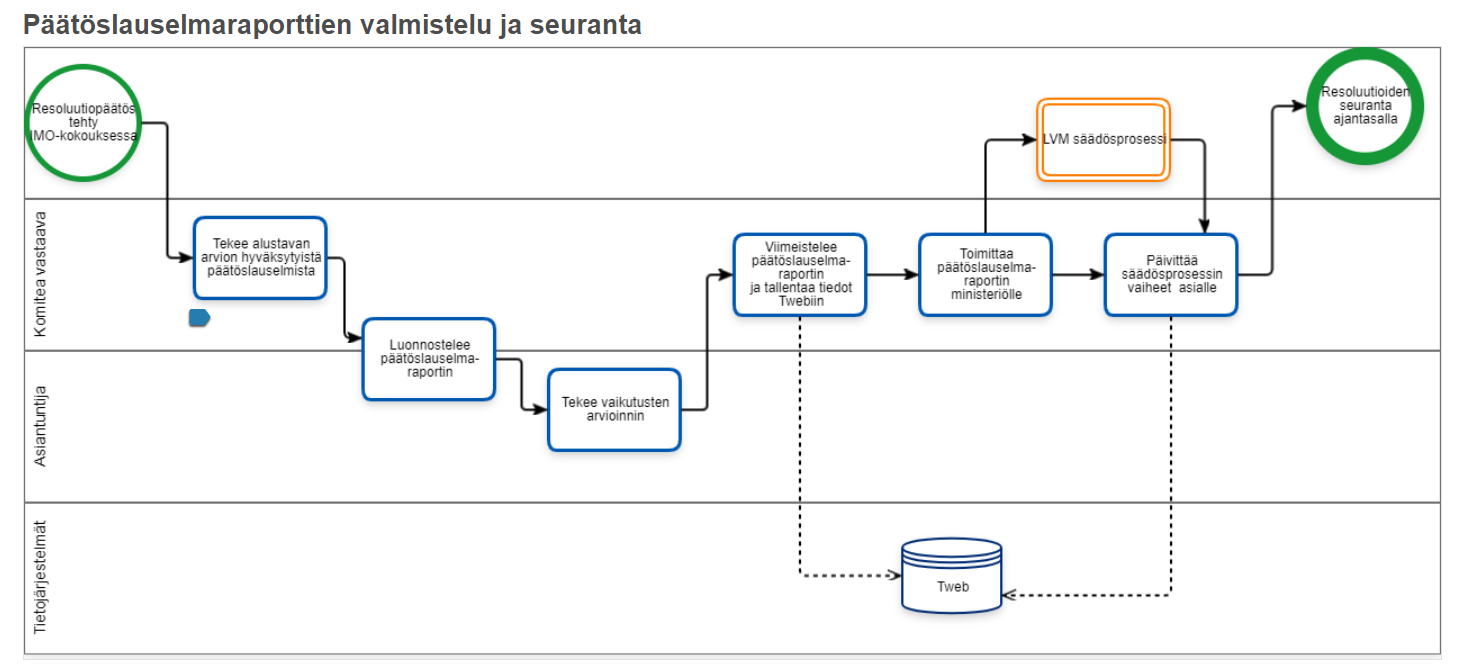 Päätöslauselmaraporttien valmistelu ja seuranta
Resoluutiopäätös
tehty
IMO-kokouksessa
LVM säädösprosessi
Resoluutioiden
seuranta
ajantasalla
Komitea vastaava
Tekee alustavan
arvion hyväksytyistä
päätöslauselmista
Luonnostelee
päätöslauselma-
raportin
Viimeistelee
päätöslauselma-
raportin
ja tallentaa tiedot
Twebiin
Toimittaa
päätöslauselma-
raportin
ministeriölle
Päivittää
säädösprosessin
vaiheet asialle
Asiantuntija
Tekee vaikutusten
arvioinnin
Tietojärjestelmät
Tweb